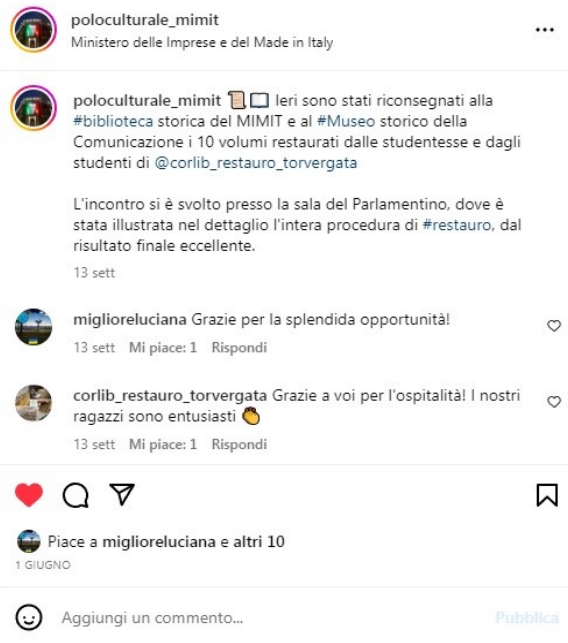 poloculturale_mimit
Ministero delle Imprese e del Made in Italy
poloculturale_mimit 📜📖 Ieri sono stati riconsegnati alla
#biblioteca storica del MIMIT e al #Museo storico della
Comunicazione i 10 volumi restaurati dalle studentesse e dagli
studenti di @corlib_restauro_torvergata
L'incontro si è svolto presso la sala del Parlamentino, dove è
stata illustrata nel dettaglio l'intera procedura di #restauro, dal
risultato finale eccellente.
13 sett
miglioreluciana Grazie per la splendida opportunità!
13 sett Mi piace: 1 Rispondi
corlib_restauro_torvergata Grazie a voi per l'ospitalità! I nostri
ragazzi sono entusiasti 👏
13 sett Mi piace: 1 Rispondi
Piace a miglioreluciana e altri 10
1 GIUGNO
Aggiungi un commento... Pubblica